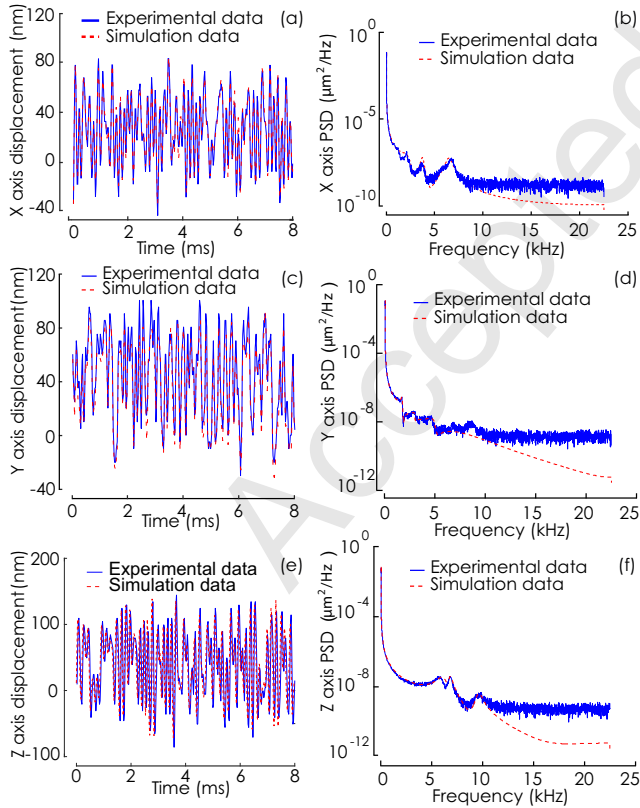 120
80
40
0
-40
X axis displacement(nm)
Experimental data
Simulation data
(a)
0 2 4 6 8
Time (ms)
10⁰
10⁻⁵
10⁻¹⁰
X axis PSD (μm²/Hz)
(b)
Experimental data
Simulation data
0 5 10 15 20 25
Frequency (kHz)
120
80
40
0
-40
Y axis displacement(nm)
Experimental data
Simulation data
(c)
0 2 4 6 8
Time (ms)
10⁰
10⁻⁴
10⁻⁸
10⁻¹²
Y axis PSD (μm²/Hz)
(d)
Experimental data
Simulation data
0 5 10 15 20 25
Frequency (kHz)
200
100
0
-100
Z axis displacement(nm)
(e)
Experimental data
Simulation data
0 2 4 6 8
Time (ms)
10⁰
10⁻⁴
10⁻⁸
10⁻¹²
Z axis PSD (μm²/Hz)
(f)
Experimental data
Simulation data
0 5 10 15 20 25
Frequency (kHz)
Accepted